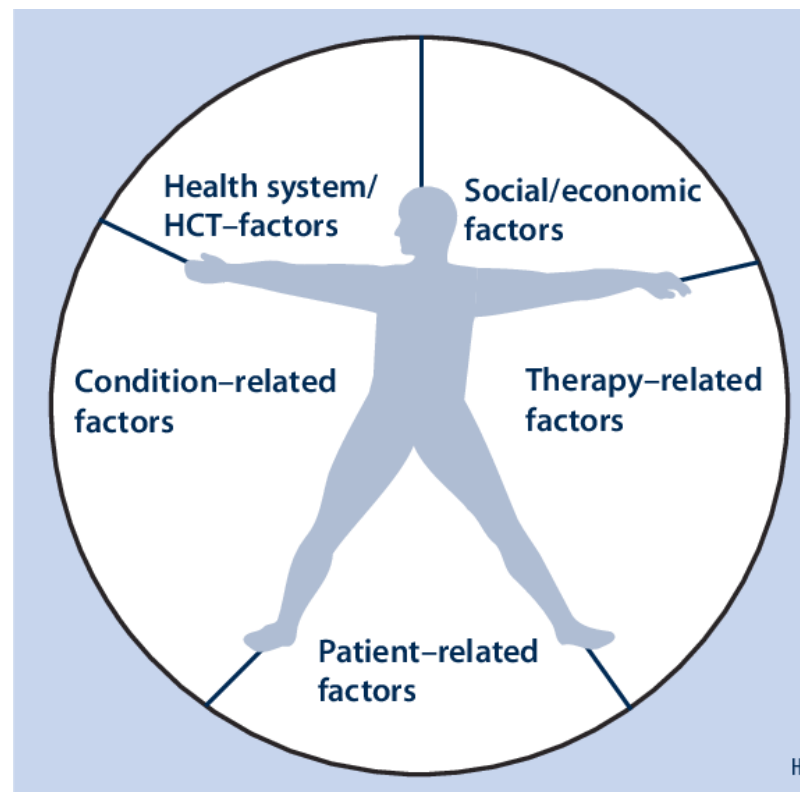 Health system/
HCT–factors
Social/economic
factors
Condition–related
factors
Therapy–related
factors
Patient–related
factors
H